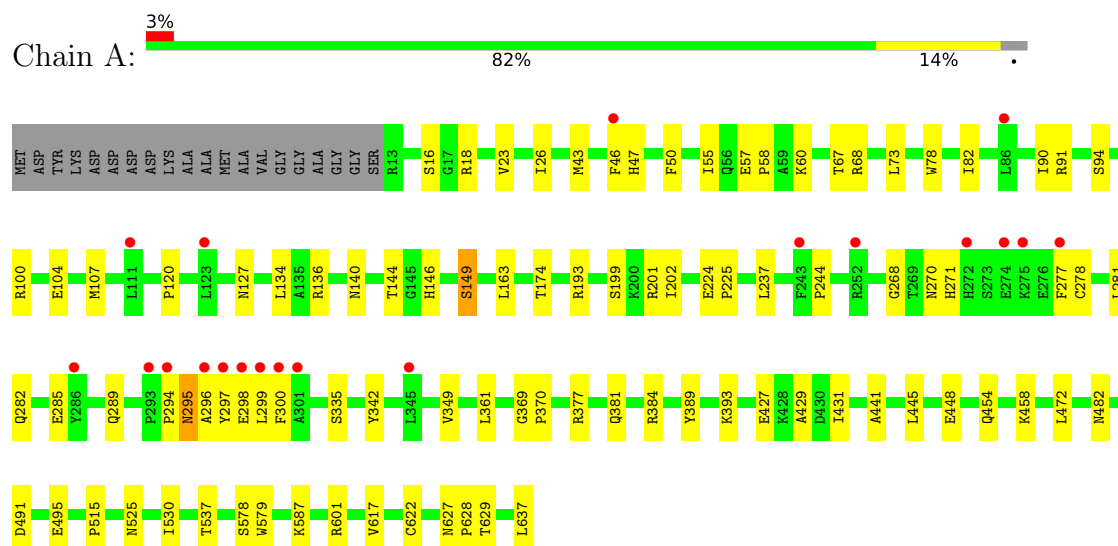 3%
Chain A:
82% 14% •
MET ASP TYR LYS ASP ASP ASP ASP LYS ALA ALA MET ALA VAL GLY GLY ALA GLY GLY SER R13 S16 G17 R18 V23 I26 M43 F46 H47 F50 I55 Q56 E57 P58 A59 K60 T67 R68 L73 W78 I82 L86 I90 R91 S94
R100 E104 M107 L111 P120 L123 N127 L134 A135 R136 N140 T144 G145 H146 S149 L163 T174 R193 S199 K200 R201 I202 E224 P225 L237 F243 P244 R252 G268 T269 N270 H271 H272 S273 E274 K275 E276 F277 C278
Q282 E285 Y286 Q289 P293 P294 N295 A296 Y297 E298 L299 F300 A301 S335 Y342 L345 V349 L361 G369 P370 R377 Q381 R384 Y389 K393 E427 K428 A429 D430 I431 A441 L445 E448 Q454 K458 L472 N482
D491 E495 P515 N525 I530 T537 S578 W579 K587 R601 V617 C622 N627 P628 T629 L637